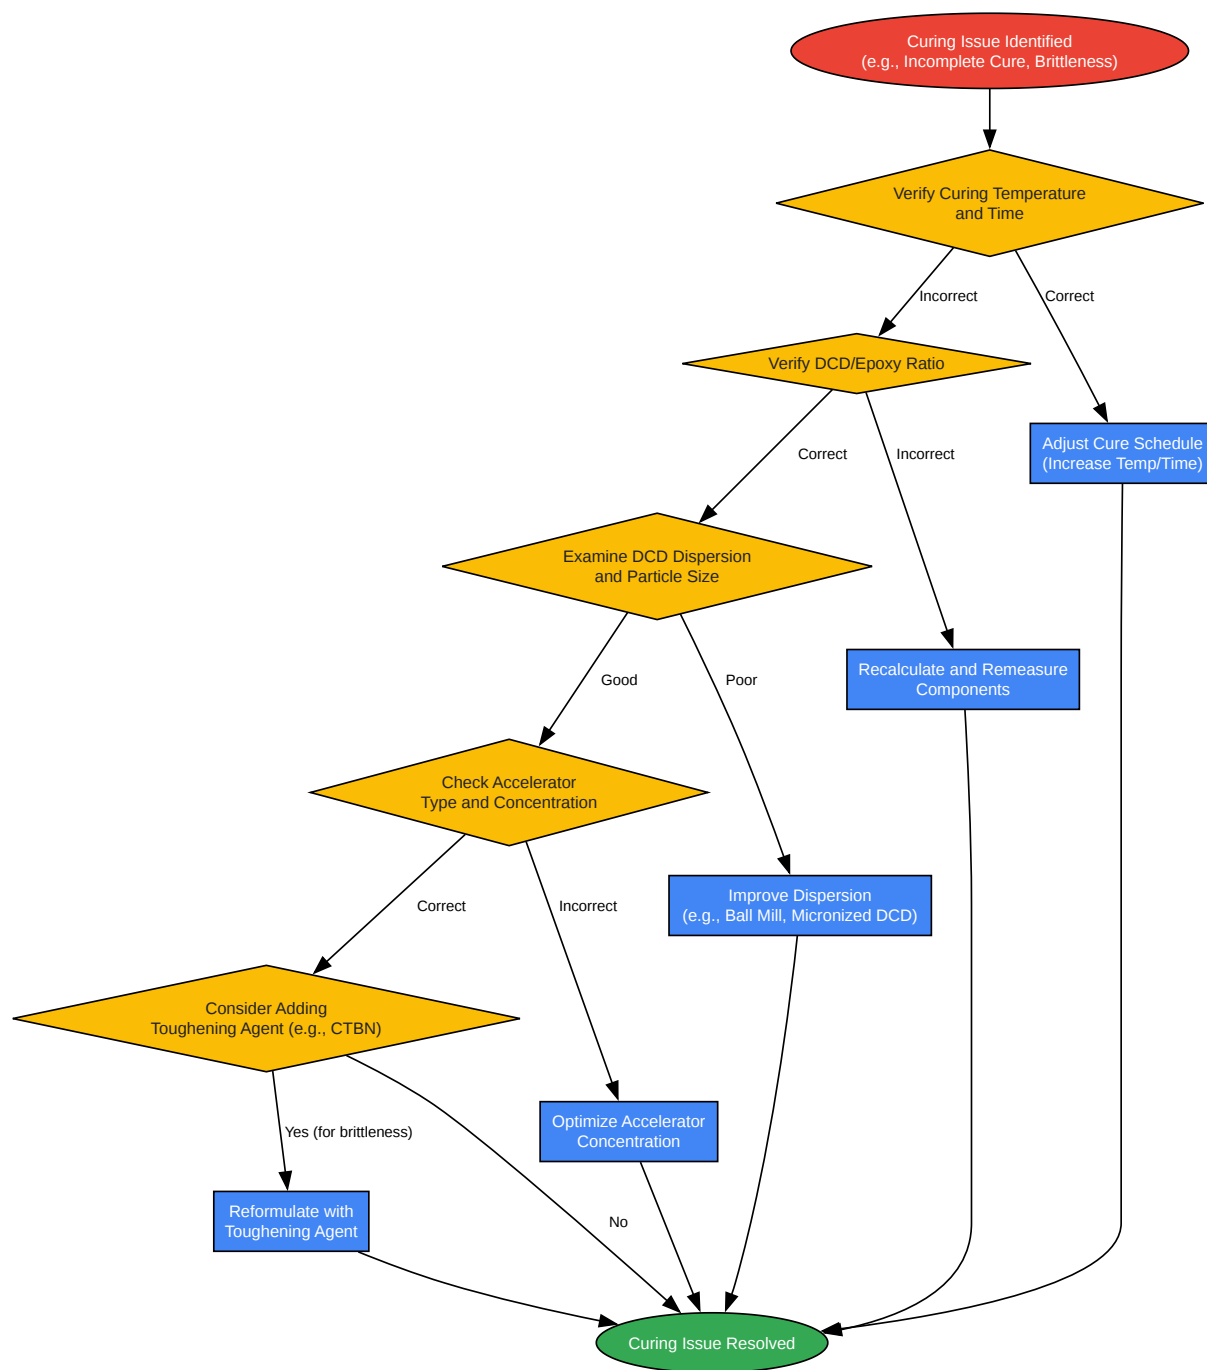 Curing Issue Identified
(e.g., Incomplete Cure, Brittleness)
Verify Curing Temperature
and Time
Incorrect
Correct
Verify DCD/Epoxy Ratio
Adjust Cure Schedule
(Increase Temp/Time)
Correct
Incorrect
Examine DCD Dispersion
and Particle Size
Recalculate and Remeasure
Components
Good
Poor
Check Accelerator
Type and Concentration
Improve Dispersion
(e.g., Ball Mill, Micronized DCD)
Correct
Incorrect
Consider Adding
Toughening Agent (e.g., CTBN)
Optimize Accelerator
Concentration
Yes (for brittleness)
No
Reformulate with
Toughening Agent
Curing Issue Resolved